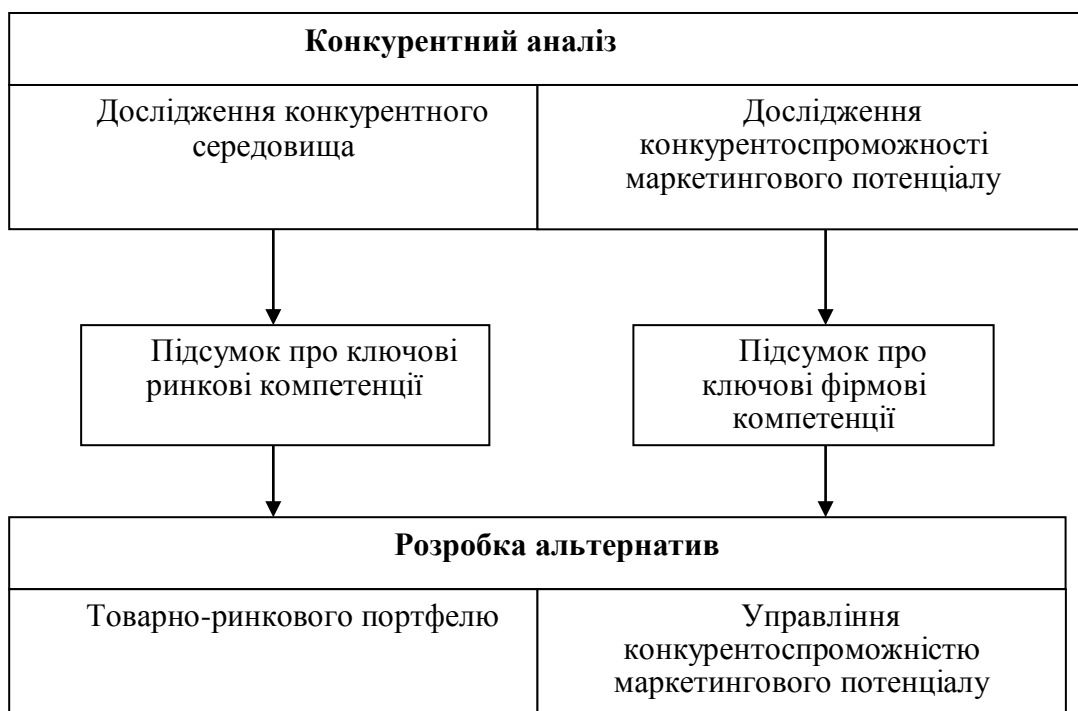 Конкурентний аналіз
Дослідження конкурентного
середовища
Дослідження
конкурентоспроможності
маркетингового потенціалу
Підсумок про ключові
ринкові компетенції
Підсумок про
ключові фірмові
компетенції
Розробка альтернатив
Товарно-ринкового портфелю
Управління
конкурентоспроможністю
маркетингового потенціалу